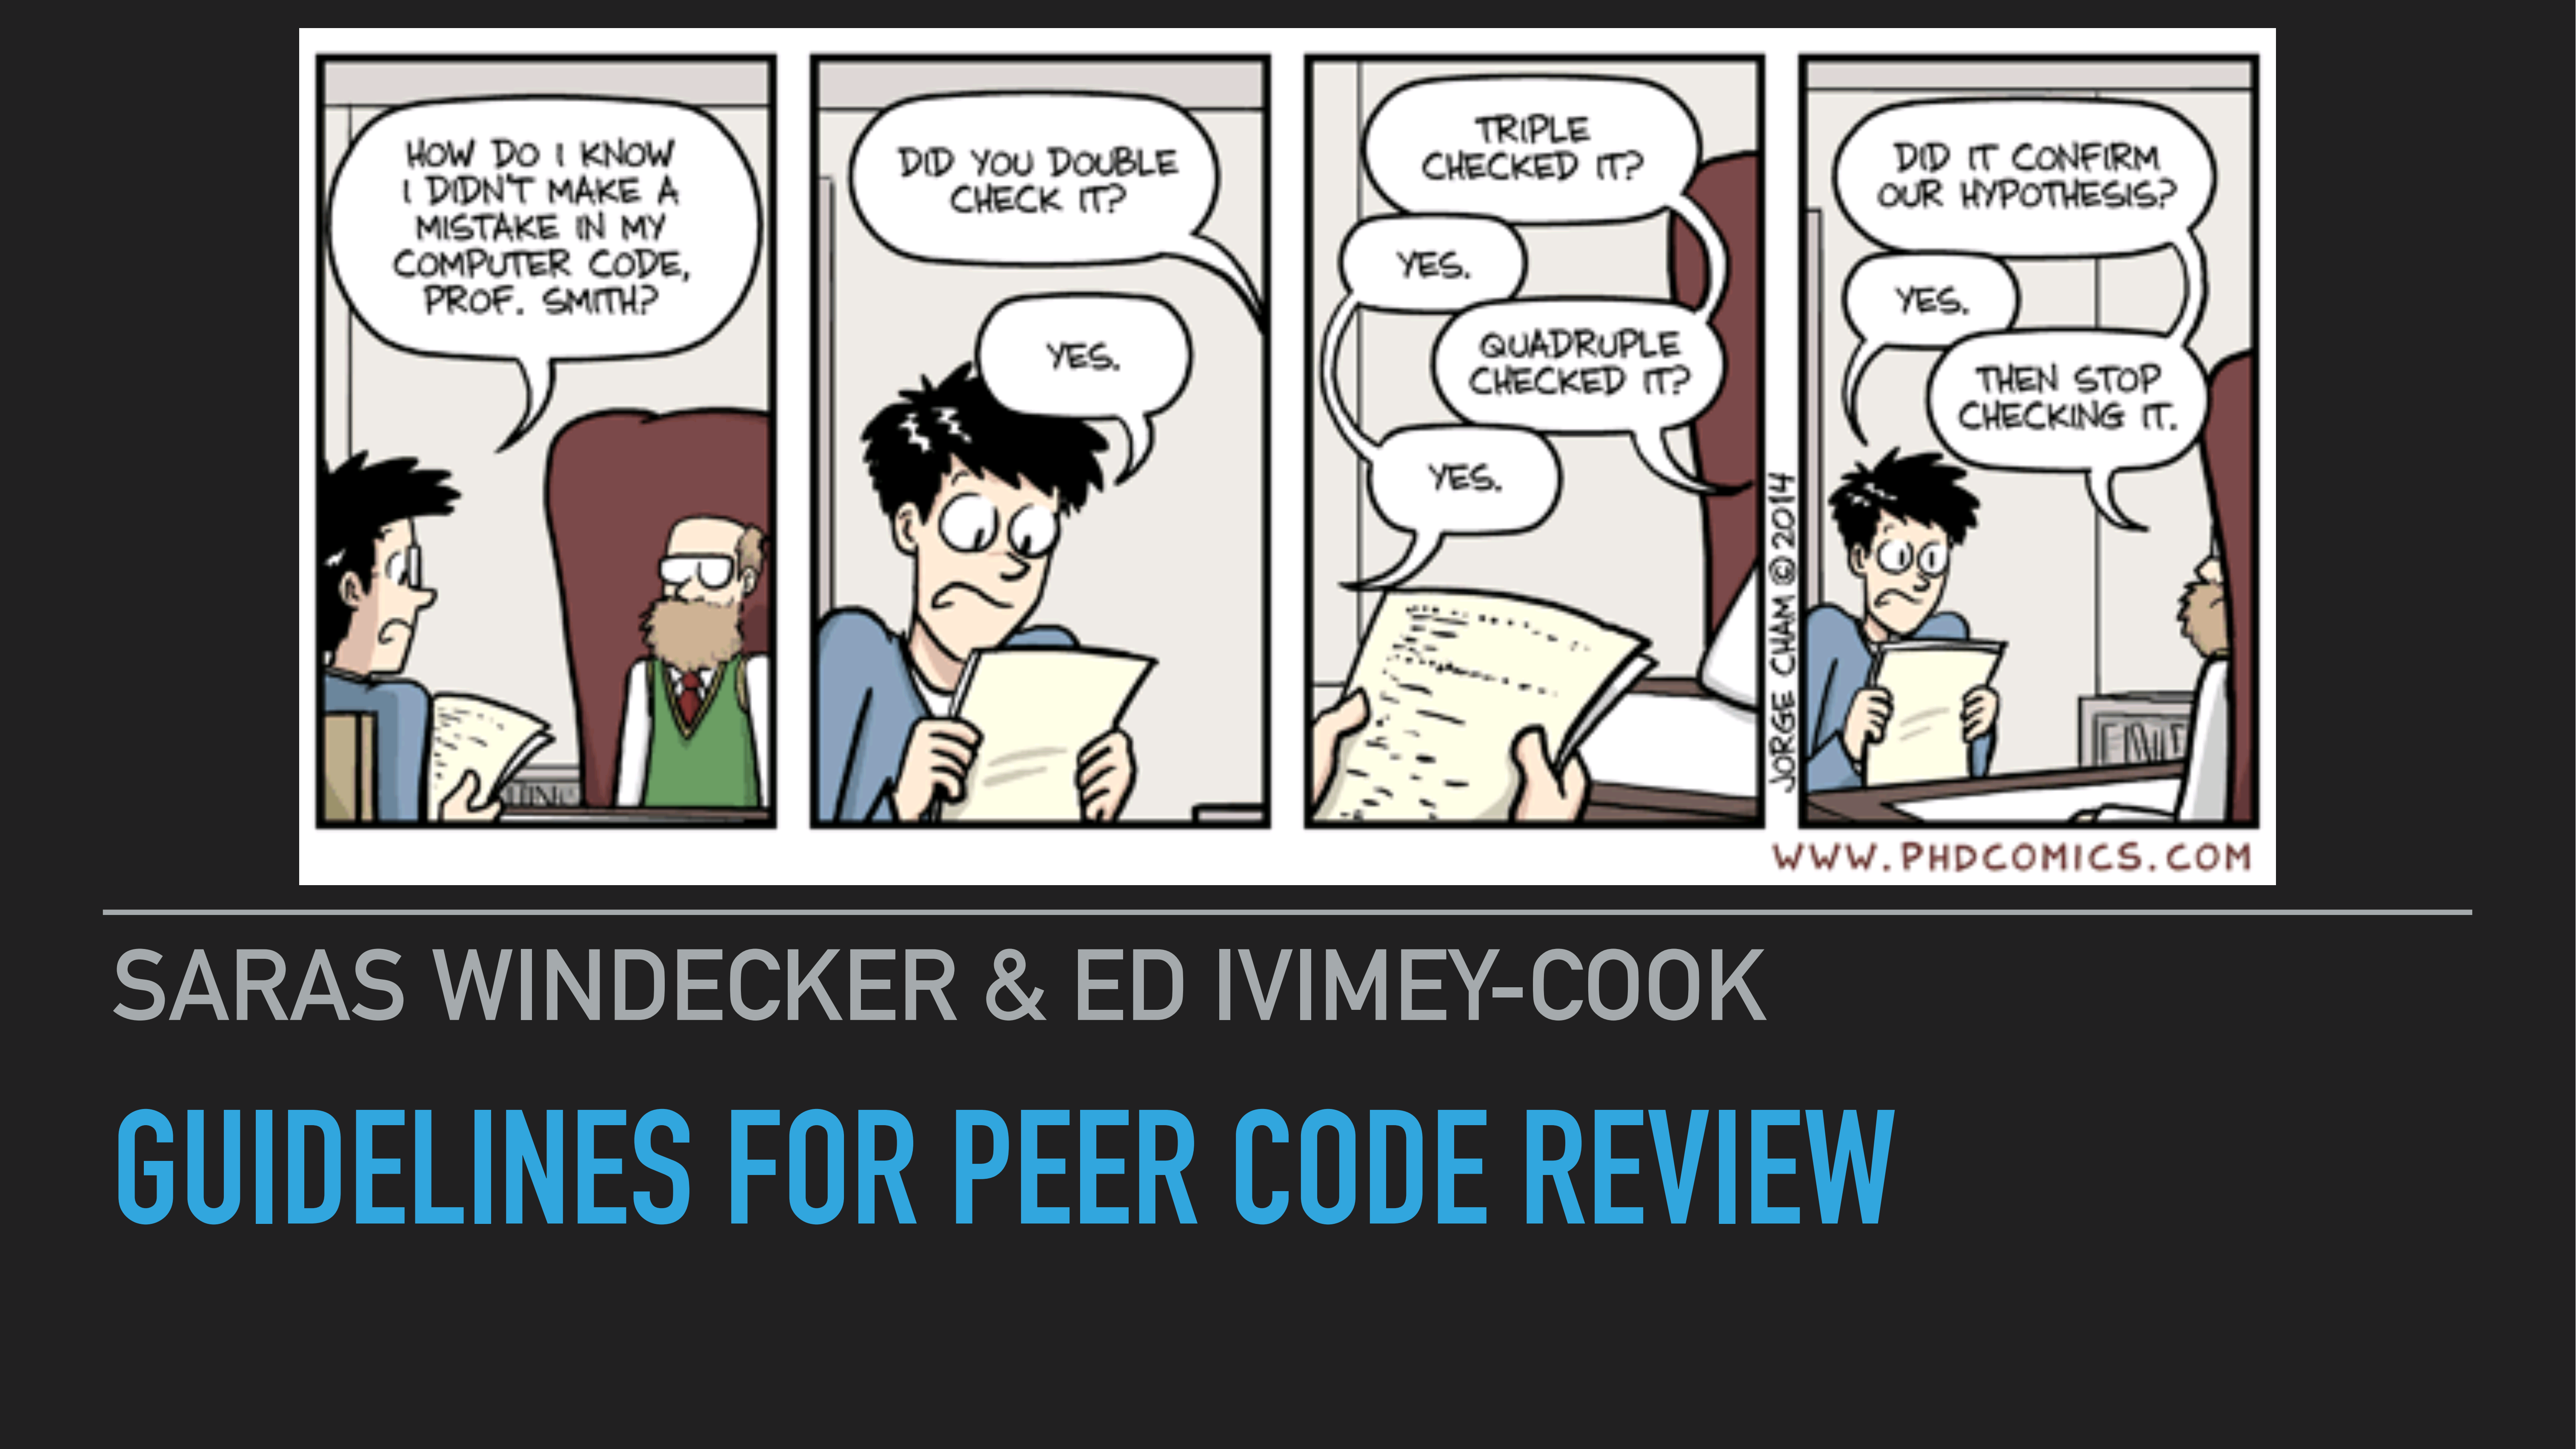 HOW DO I KNOW
I DIDN'T MAKE A
MISTAKE IN MY
COMPUTER CODE,
PROF. SMITH?
DID YOU DOUBLE
CHECK IT?
YES.
TRIPLE
CHECKED IT?
YES.
QUADRUPLE
CHECKED IT?
YES.
JORGE CHAM © 2014
DID IT CONFIRM
OUR HYPOTHESIS?
YES.
THEN STOP
CHECKING IT.
WWW.PHDCOMICS.COM
SARAS WINDECKER & ED IVIMEY-COOK
GUIDELINES FOR PEER CODE REVIEW